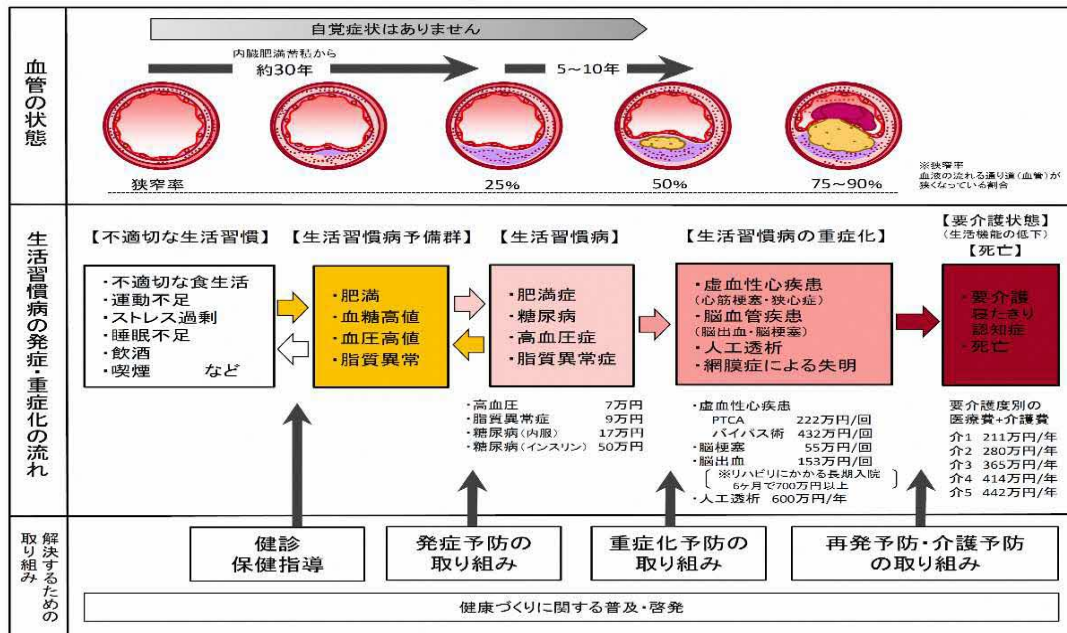 血管の状態
自覚症状はありません
内臓肥満蓄積から
約30年
5～10年
狭窄率
25%
50%
75～90%
※狭窄率
血液の流れる通り道(血管)が
狭くなっている割合
生活習慣病の発症・重症化の流れ
【不適切な生活習慣】
・不適切な食生活
・運動不足
・ストレス過剰
・睡眠不足
・飲酒
・喫煙 など
【生活習慣病予備群】
・肥満
・血糖高値
・血圧高値
・脂質異常
【生活習慣病】
・肥満症
・糖尿病
・高血圧症
・脂質異常症
・高血圧 7万円
・脂質異常症 9万円
・糖尿病(内服) 17万円
・糖尿病(インスリン) 50万円
【生活習慣病の重症化】
・虚血性心疾患
(心筋梗塞・狭心症)
・脳血管疾患
(脳出血・脳梗塞)
・人工透析
・網膜症による失明
・虚血性心疾患
PTCA 222万円/回
バイパス術 432万円/回
・脳梗塞 55万円/回
・脳出血 153万円/回
※リハビリにかかる長期入院
6ヶ月で700万円以上
・人工透析 600万円/年
【要介護状態】
(生活機能の低下)
【死亡】
・要介護
寝たきり
認知症
・死亡
要介護度別の
医療費+介護費
介1 211万円/年
介2 280万円/年
介3 365万円/年
介4 414万円/年
介5 442万円/年
解決するための
取り組み
健診
保健指導
発症予防の
取り組み
重症化予防の
取り組み
再発予防・介護予防
の取り組み
健康づくりに関する普及・啓発